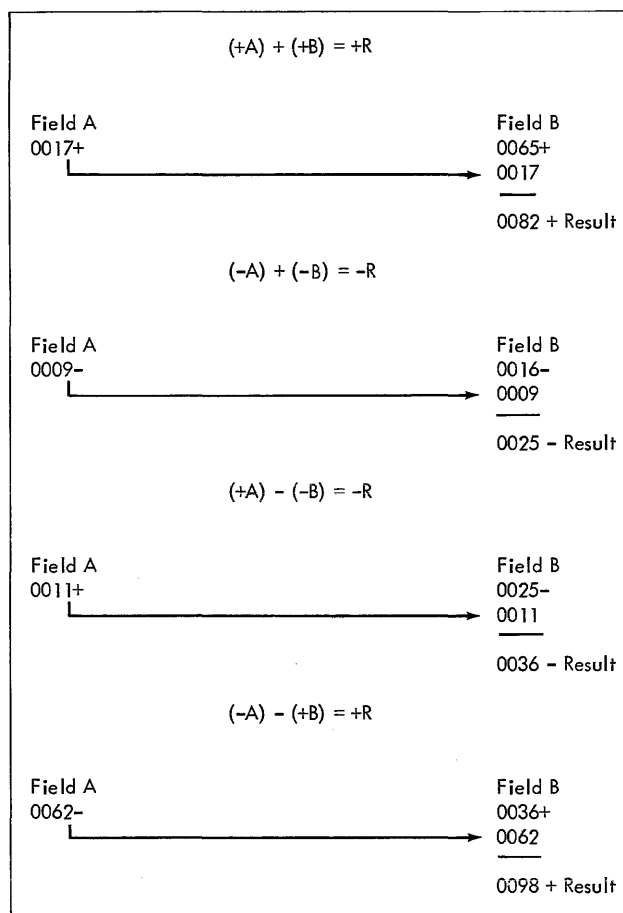 (+A) + (+B) = +R
Field A
0017+
Field B
0065+
0017
0082 + Result
(-A) + (-B) = -R
Field A
0009-
Field B
0016-
0009
0025 - Result
(+A) - (-B) = -R
Field A
0011+
Field B
0025-
0011
0036 - Result
(-A) - (+B) = +R
Field A
0062-
Field B
0036+
0062
0098 + Result